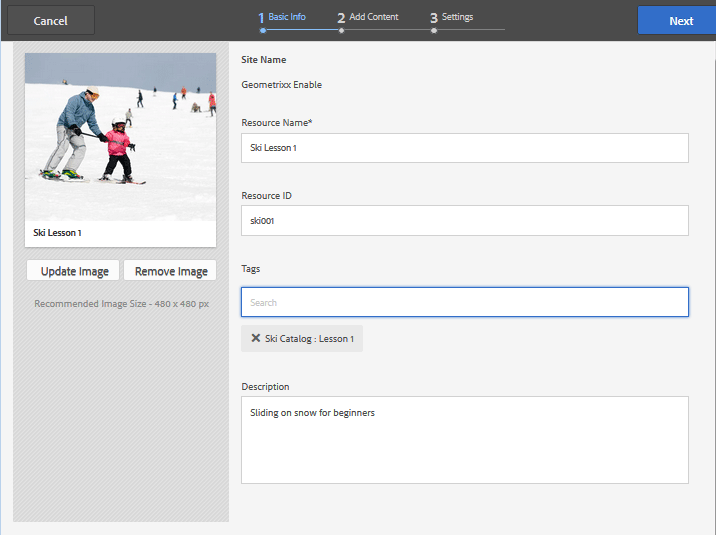 Cancel
1 Basic Info
2 Add Content
3 Settings
Next
Site Name
Geometrixx Enable
Resource Name*
Ski Lesson 1
Resource ID
ski001
Tags
Search
Ski Catalog : Lesson 1
Description
Sliding on snow for beginners
Ski Lesson 1
Update Image
Remove Image
Recommended Image Size - 480 x 480 px